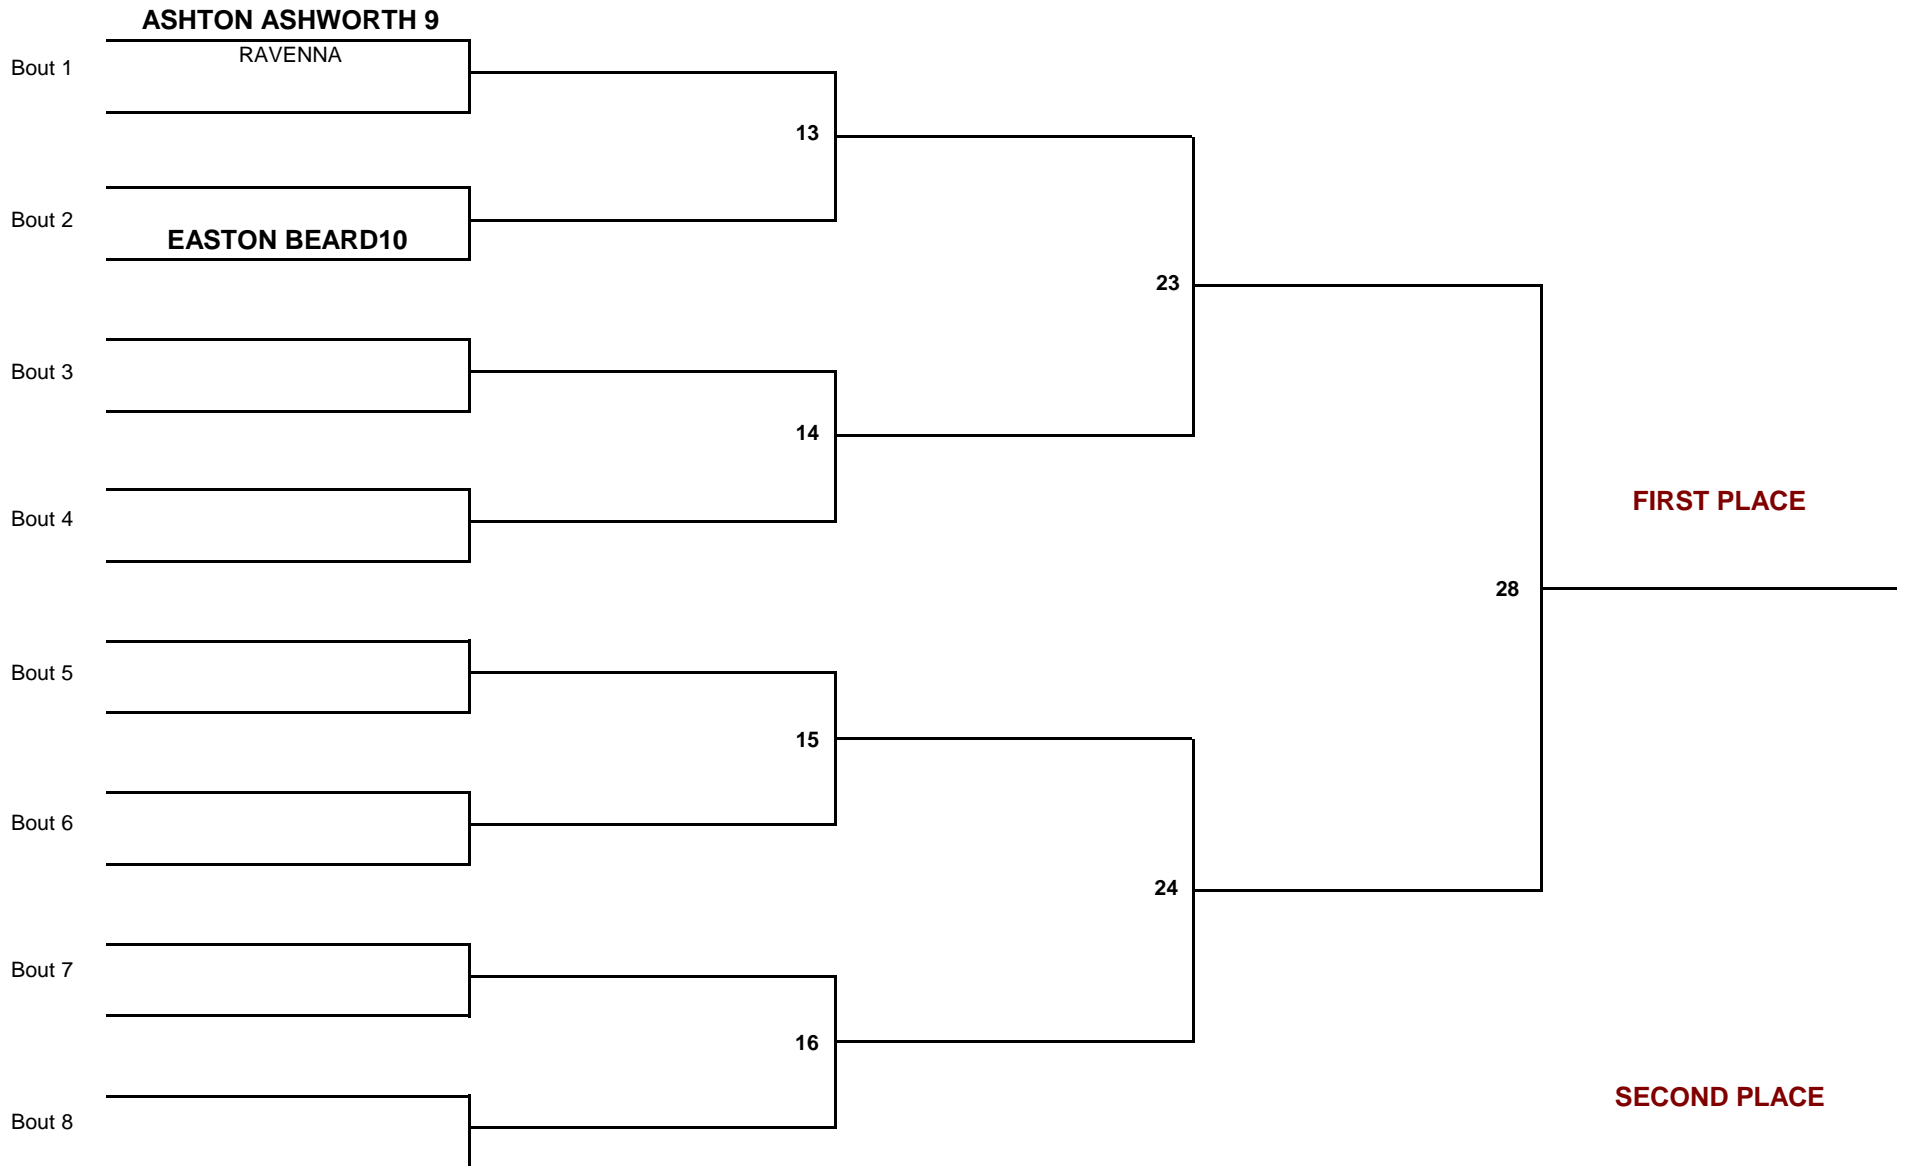 ASHTON ASHWORTH 9
RAVENNA
Bout 1
13
Bout 2
EASTON BEARD10
23
Bout 3
14
Bout 4
FIRST PLACE
28
Bout 5
15
Bout 6
24
Bout 7
16
SECOND PLACE
Bout 8